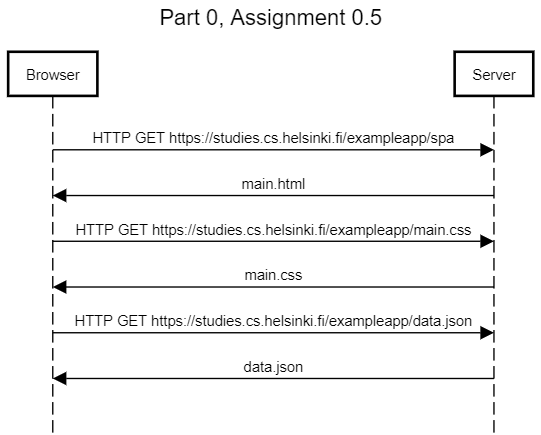 Part 0, Assignment 0.5
Browser
Server
HTTP GET https://studies.cs.helsinki.fi/exampleapp/spa
main.html
HTTP GET https://studies.cs.helsinki.fi/exampleapp/main.css
main.css
HTTP GET https://studies.cs.helsinki.fi/exampleapp/data.json
data.json